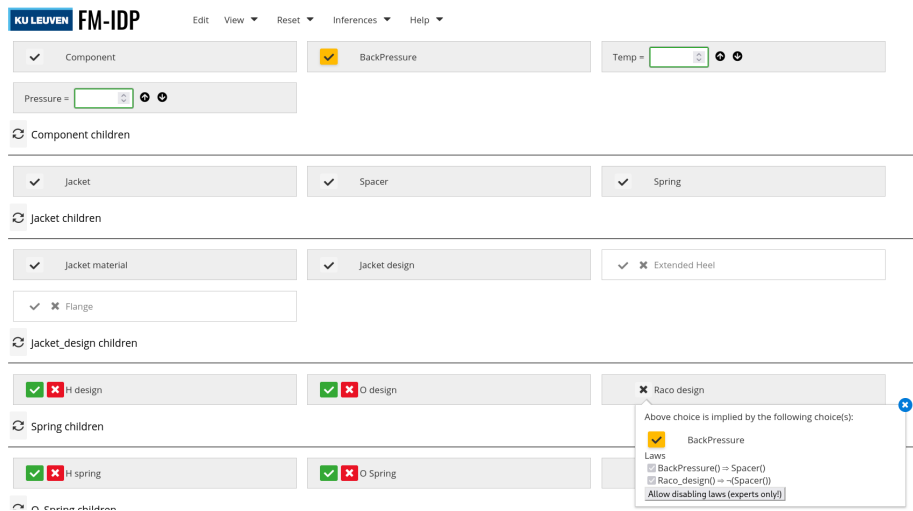 KU LEUVEN FM-IDP Edit View Reset Inferences Help
Component BackPressure Temp =
Pressure =
Component children
Jacket Spacer Spring
Jacket children
Jacket material Jacket design Extended Heel
Flange
Jacket_design children
H design O design Raco design
Above choice is implied by the following choice(s):
BackPressure
Laws
BackPressure() ⇒ Spacer()
Raco_design() ⇒ ¬(Spacer())
Allow disabling laws (experts only!)
Spring children
H spring O Spring
O_Spring children